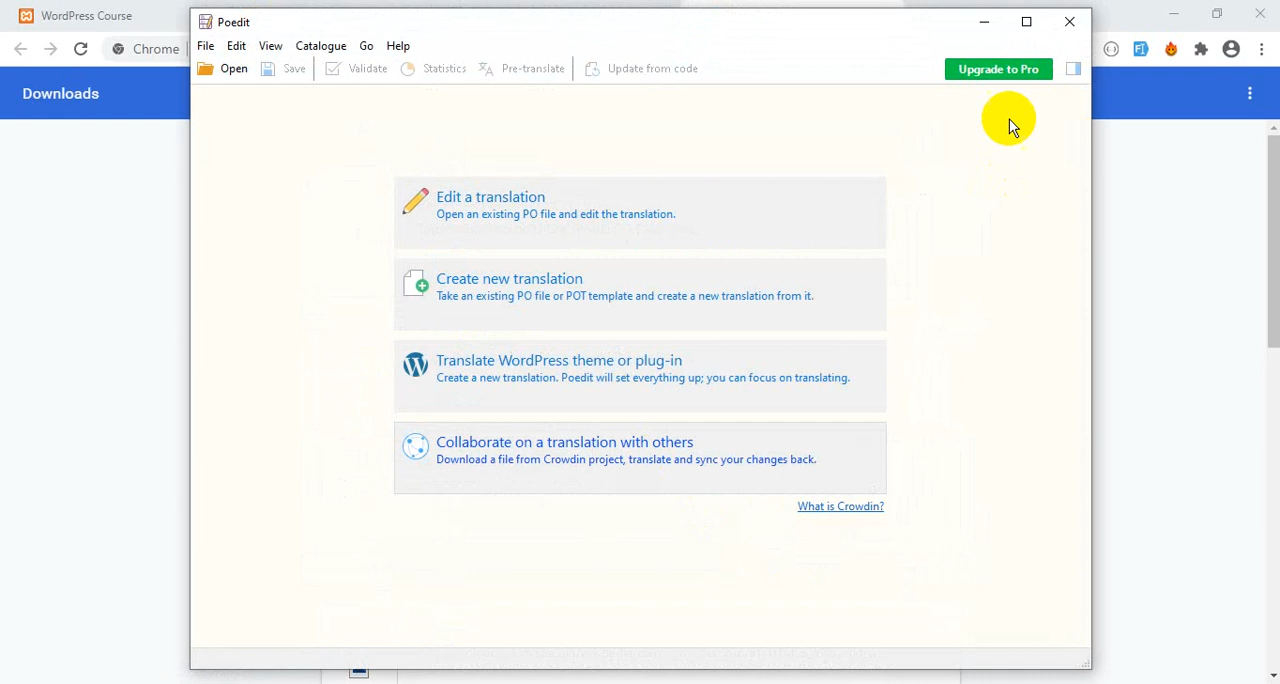 WordPress Course
Poedit
Chrome
File Edit View Catalogue Go Help
Open Save Validate Statistics Pre-translate Update from code Upgrade to Pro
Downloads
Edit a translation
Open an existing PO file and edit the translation.
Create new translation
Take an existing PO file or POT template and create a new translation from it.
Translate WordPress theme or plug-in
Create a new translation. Poedit will set everything up; you can focus on translating.
Collaborate on a translation with others
Download a file from Crowdin project, translate and sync your changes back.
What is Crowdin?